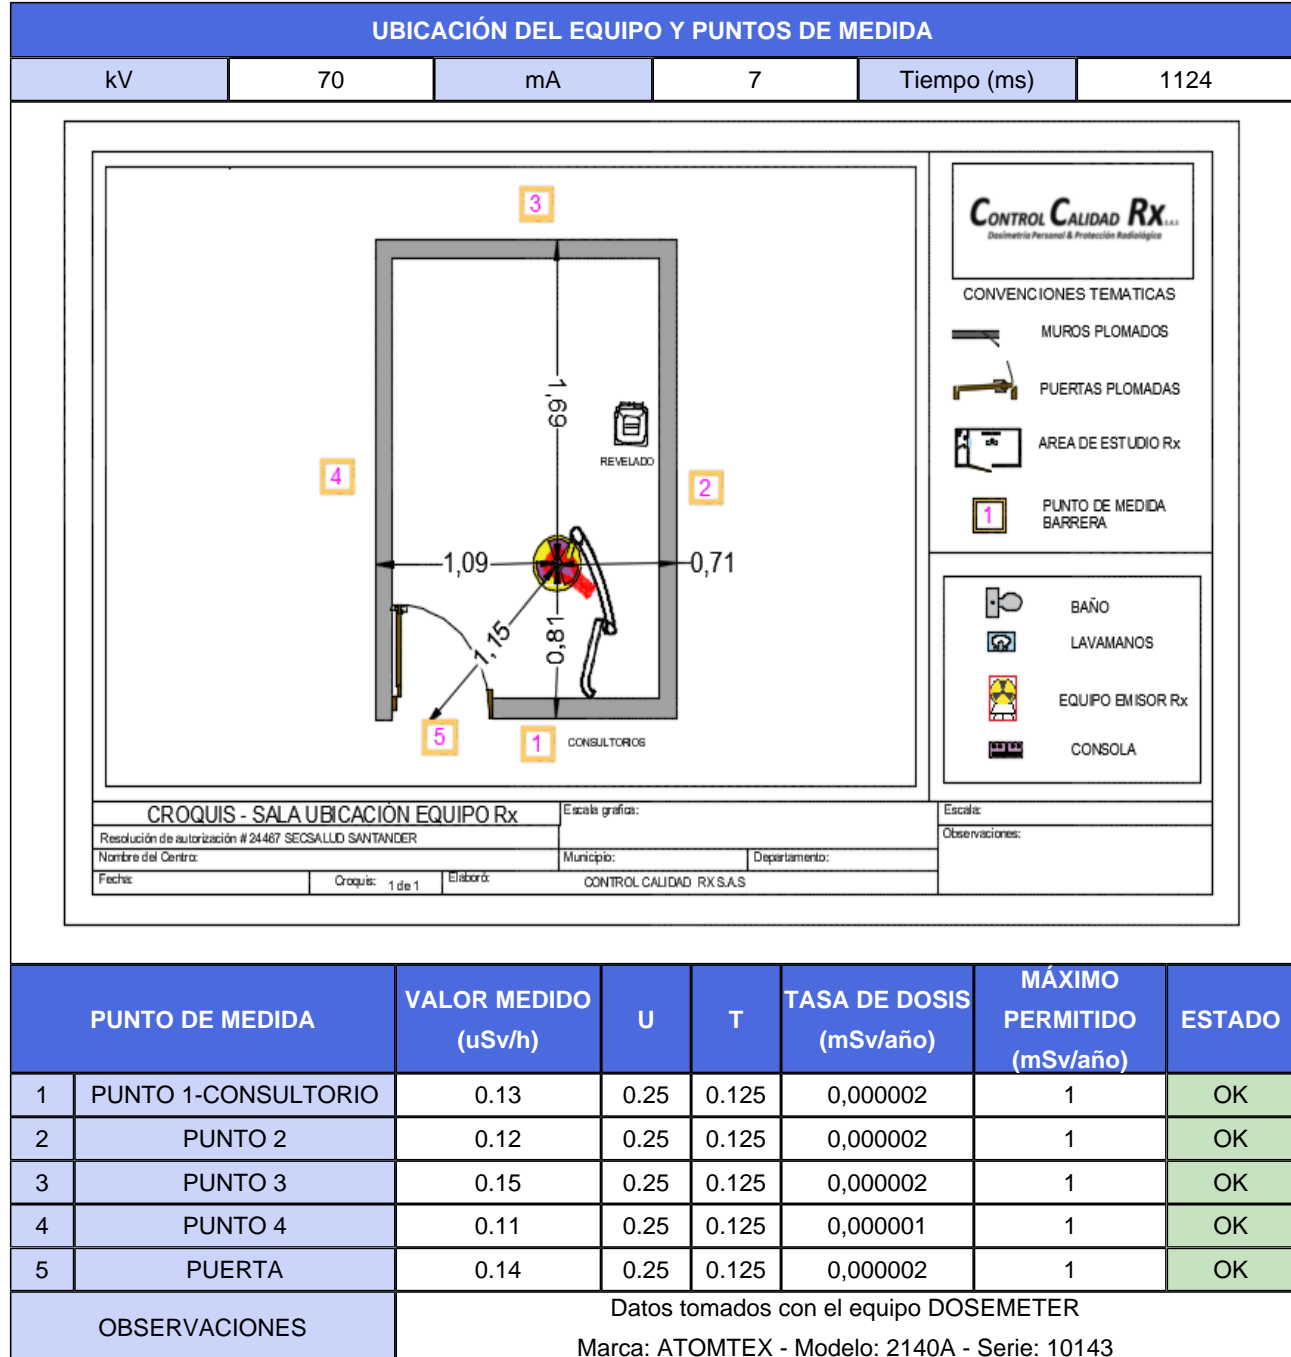 UBICACIÓN DEL EQUIPO Y PUNTOS DE MEDIDA
kV 70 mA 7 Tiempo (ms) 1124
3
1,69
REVELADO
4
2
1,09
0,71
1,15
0,81
5
1
CONSULTORIOS
CONTROL CALIDAD RX S.A.S
Dosimetría Personal & Protección Radiológica
CONVENCIONES TEMATICAS
MUROS PLOMADOS
PUERTAS PLOMADAS
AREA DE ESTUDIO Rx
1
PUNTO DE MEDIDA
BARRERA
BAÑO
LAVAMANOS
EQUIPO EMISOR Rx
CONSOLA
CROQUIS - SALA UBICACIÓN EQUIPO Rx
Escala grafica:
Escala:
Resolución de autorización # 24467 SECSALUD SANTANDER
Observaciones:
Nombre del Centro:
Municipio:
Departamento:
Fecha:
Croquis: 1 de 1
Elaboró: CONTROL CALIDAD RX S.A.S
PUNTO DE MEDIDA VALOR MEDIDO (uSv/h) U T TASA DE DOSIS (mSv/año) MÁXIMO PERMITIDO (mSv/año) ESTADO
1 PUNTO 1-CONSULTORIO 0.13 0.25 0.125 0,000002 1 OK
2 PUNTO 2 0.12 0.25 0.125 0,000002 1 OK
3 PUNTO 3 0.15 0.25 0.125 0,000002 1 OK
4 PUNTO 4 0.11 0.25 0.125 0,000001 1 OK
5 PUERTA 0.14 0.25 0.125 0,000002 1 OK
OBSERVACIONES
Datos tomados con el equipo DOSEMETER
Marca: ATOMTEX - Modelo: 2140A - Serie: 10143